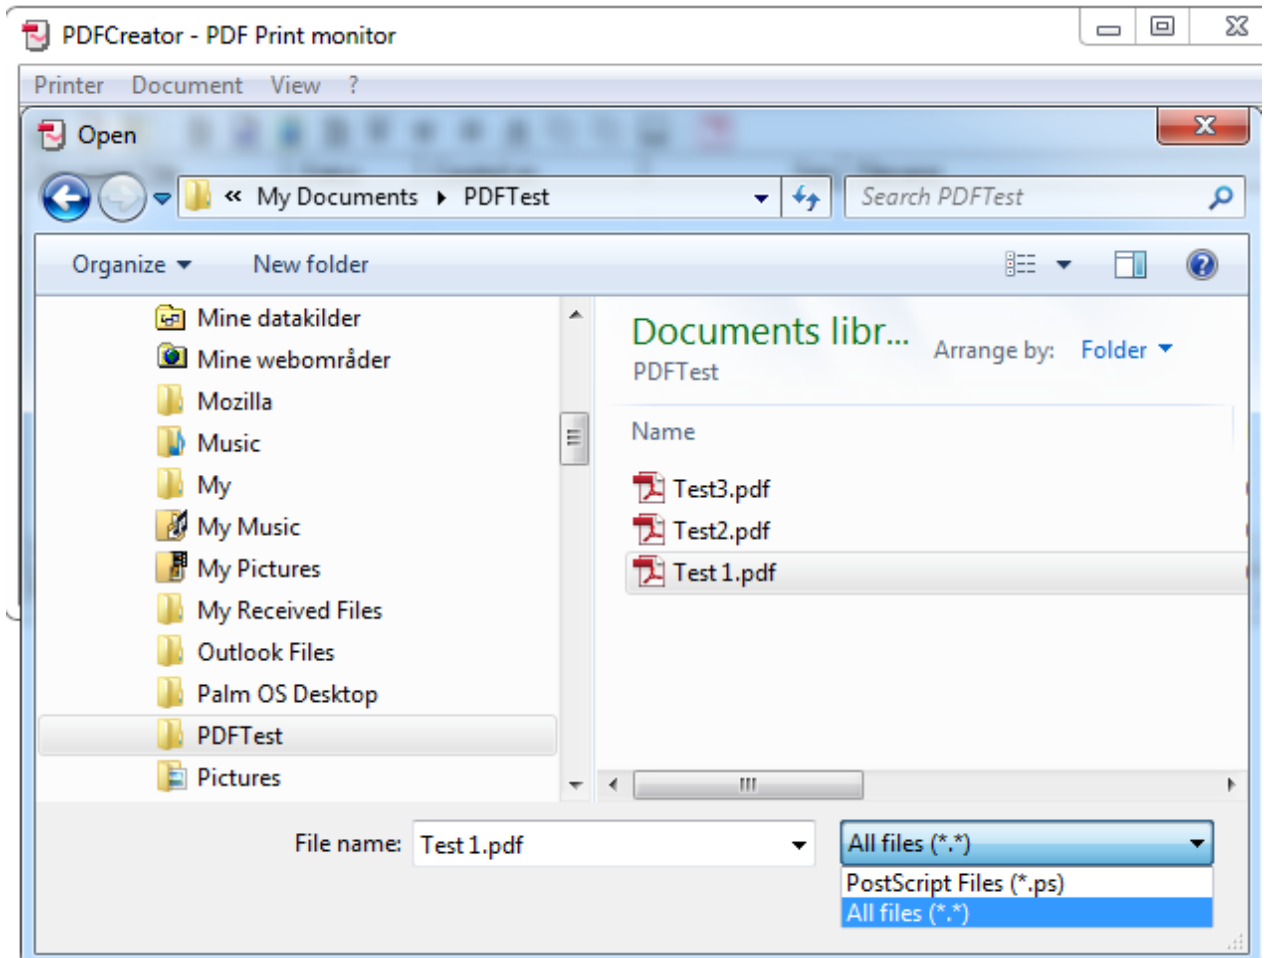 PDFCreator - PDF Print monitor
Printer Document View ?
Open
« My Documents PDFTest
Search PDFTest
Organize New folder
Mine datakilder
Mine webområder
Mozilla
Music
My
My Music
My Pictures
My Received Files
Outlook Files
Palm OS Desktop
PDFTest
Pictures
Documents libr...
PDFTest
Arrange by: Folder
Name
Test3.pdf
Test2.pdf
Test 1.pdf
File name: Test 1.pdf
All files (*.*)
PostScript Files (*.ps)
All files (*.*)